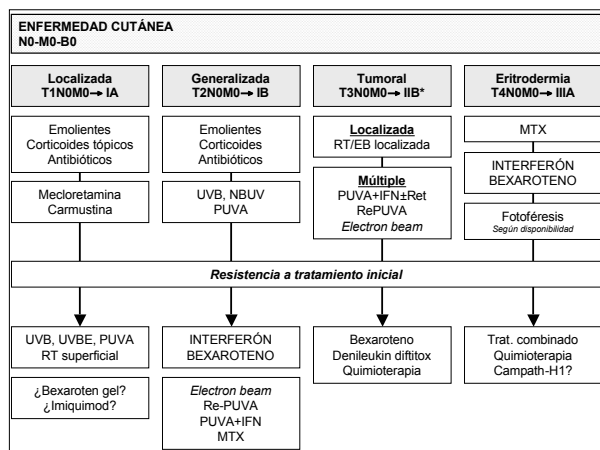 ENFERMEDAD CUTÁNEA
N0-M0-B0
Localizada
T1N0M0→ IA
Generalizada
T2N0M0→ IB
Tumoral
T3N0M0→ IIB*
Eritrodermia
T4N0M0→ IIIA
Emolientes
Corticoides tópicos
Antibióticos
Emolientes
Corticoides
Antibióticos
Localizada
RT/EB localizada
MTX
Mecloretamina
Carmustina
UVB, NBUV
PUVA
Múltiple
PUVA+IFN±Ret
RePUVA
Electron beam
INTERFERÓN
BEXAROTENO
Fotoféresis
Según disponibilidad
Resistencia a tratamiento inicial
UVB, UVBE, PUVA
RT superficial
INTERFERÓN
BEXAROTENO
Bexaroteno
Denileukin diftitox
Quimioterapia
Trat. combinado
Quimioterapia
Campath-H1?
¿Bexaroten gel?
¿Imiquimod?
Electron beam
Re-PUVA
PUVA+IFN
MTX